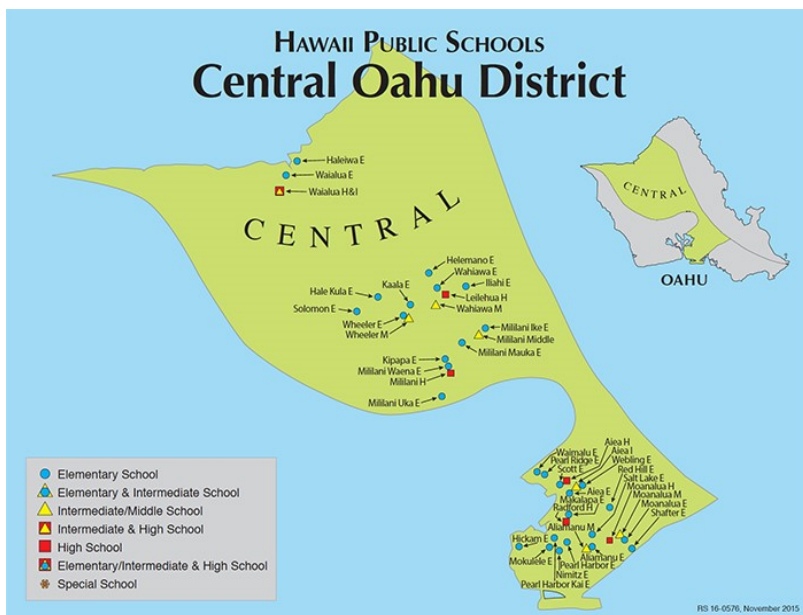 HAWAII PUBLIC SCHOOLS
Central Oahu District
Haleiwa E
Waialua E
Waialua H&I
CENTRAL
CENTRAL
OAHU
Helemano E
Wahiawa E
Iliahi E
Kaala E
Hale Kula E
Leilehua H
Wahiawa M
Solomon E
Wheeler E
Wheeler M
Mililani Ike E
Mililani Middle
Mililani Mauka E
Kipapa E
Mililani Waena E
Mililani H
Mililani Uka E
Aiea H
Aiea I
Webling E
Red Hill E
Salt Lake E
Moanalua H
Moanalua M
Moanalua E
Shafter E
Waimalu E
Pearl Ridge E
Scott E
Aiea E
Makalapa E
Radford H
Aliamanu M
Hickam E
Mokulele E
Aliamanu E
Pearl Harbor E
Nimitz E
Pearl Harbor Kai E
Elementary School
Elementary & Intermediate School
Intermediate/Middle School
Intermediate & High School
High School
Elementary/Intermediate & High School
Special School
RS 16-0576, November 2015